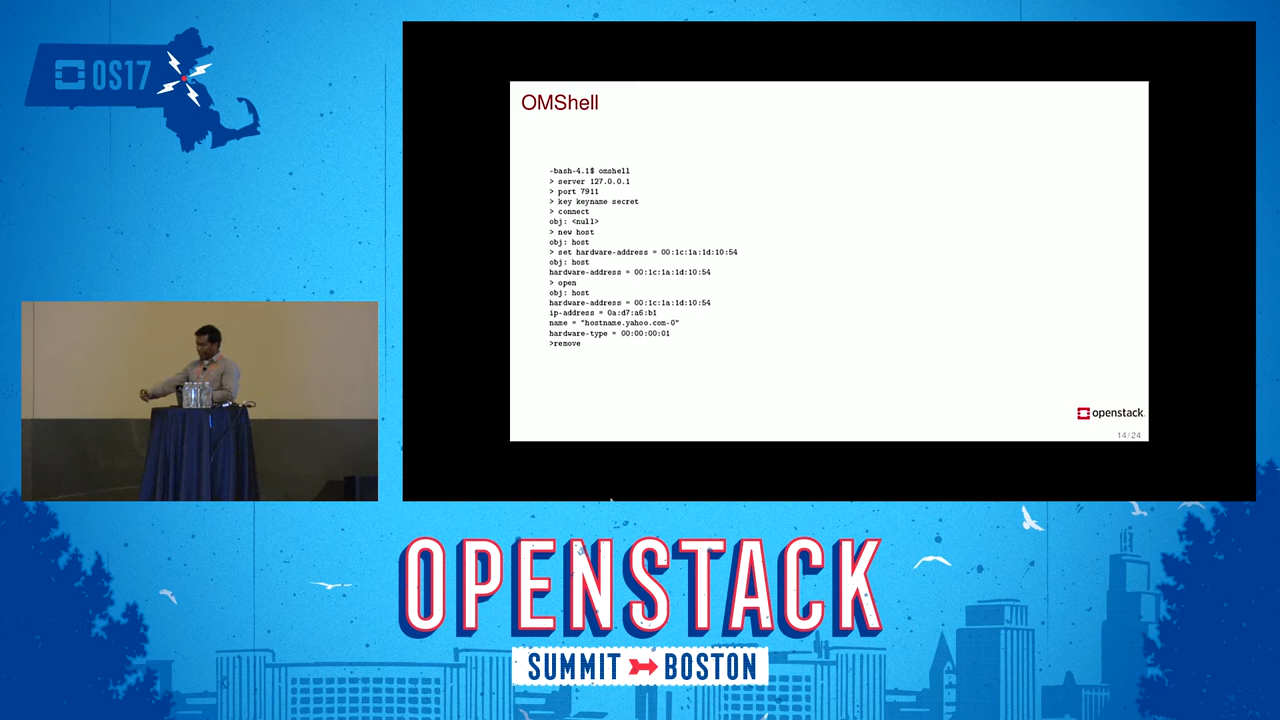 OS17
OMShell
-bash-4.1$ omshell
> server 127.0.0.1
> port 7911
> key keyname secret
> connect
obj: <null>
> new host
obj: host
> set hardware-address = 00:1c:1a:1d:10:54
obj: host
hardware-address = 00:1c:1a:1d:10:54
> open
obj: host
hardware-address = 00:1c:1a:1d:10:54
ip-address = 0a:d7:a6:b1
name = "hostname.yahoo.com-0"
hardware-type = 00:00:00:01
>remove
openstack
14/24
OPENSTACK
SUMMIT BOSTON